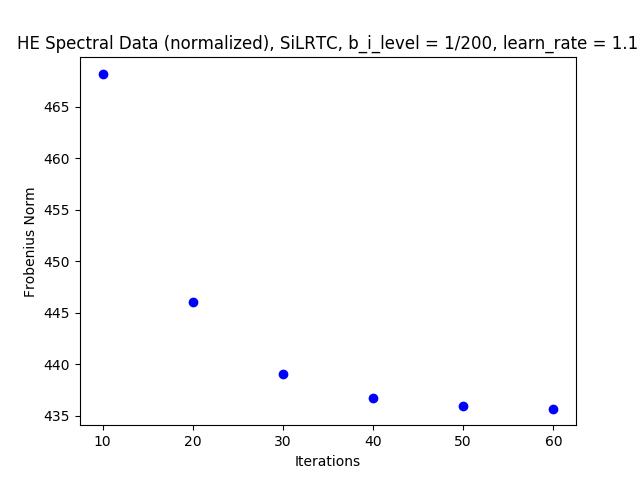 HE Spectral Data (normalized), SiLRTC, b_i_level = 1/200, learn_rate = 1.1
Frobenius Norm
465
460
455
450
445
440
435
10 20 30 40 50 60
Iterations